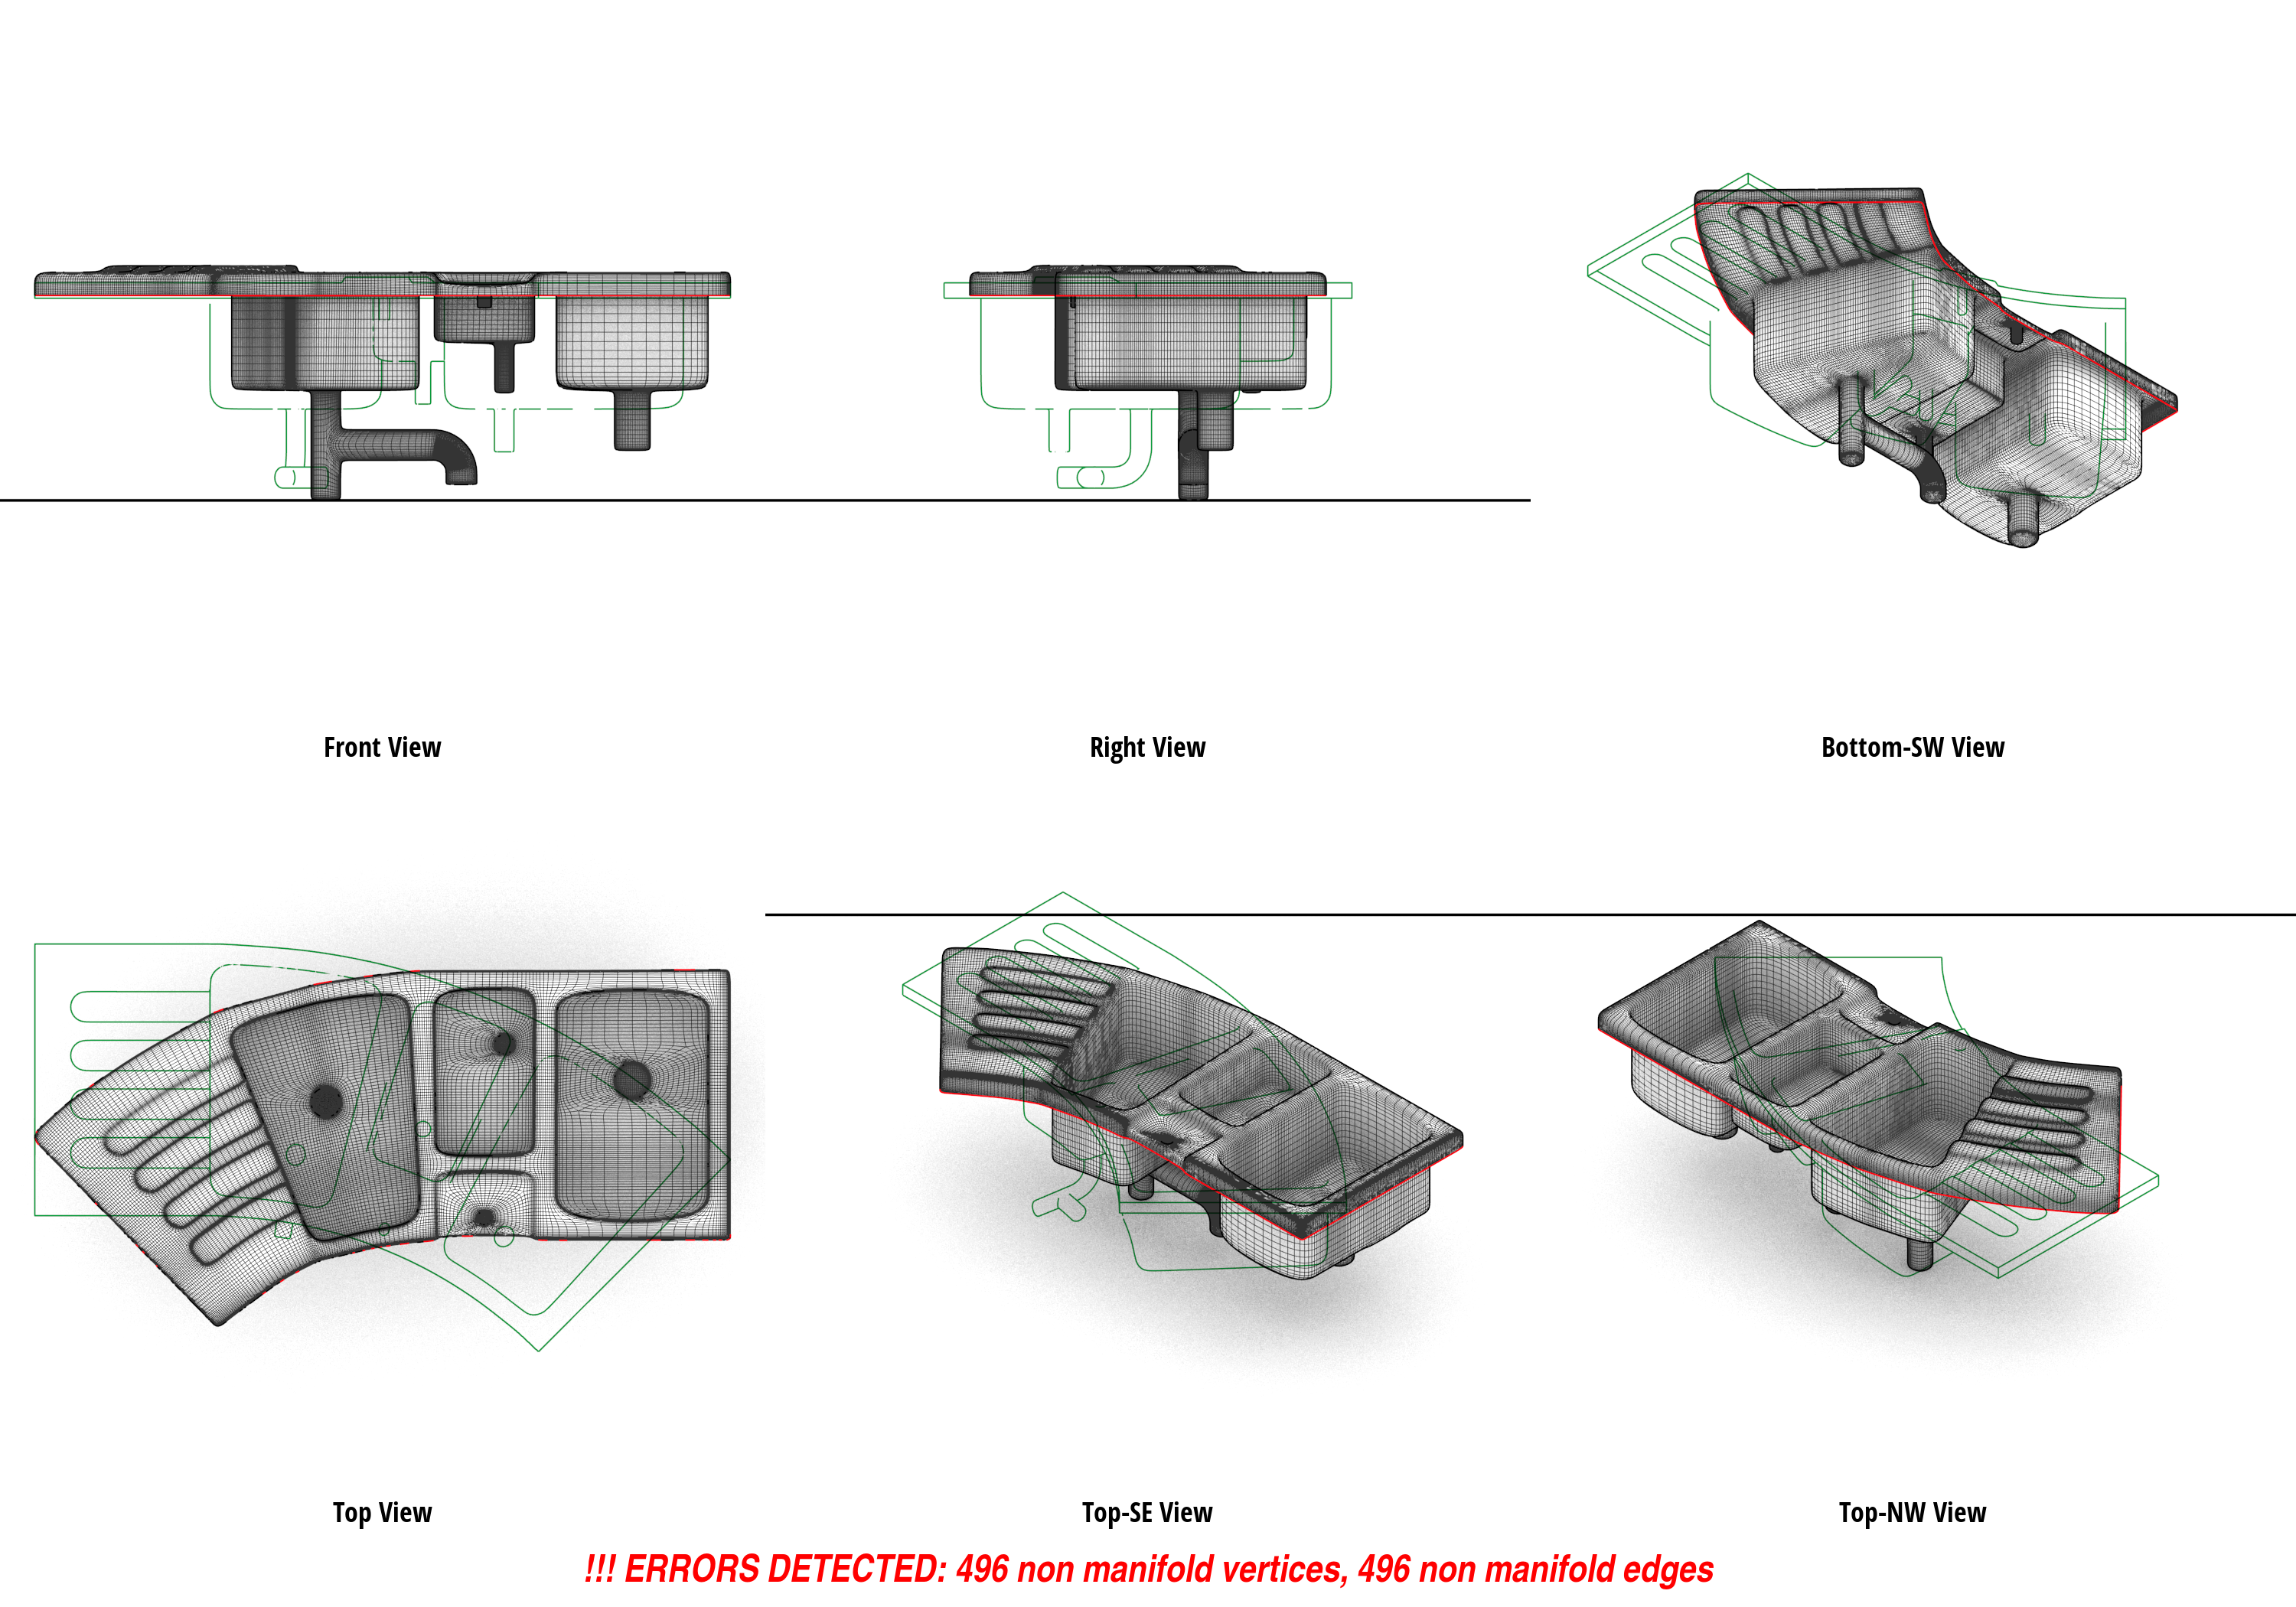 Front View
Right View
Bottom-SW View
Top View
Top-SE View
Top-NW View
!!! ERRORS DETECTED: 496 non manifold vertices, 496 non manifold edges